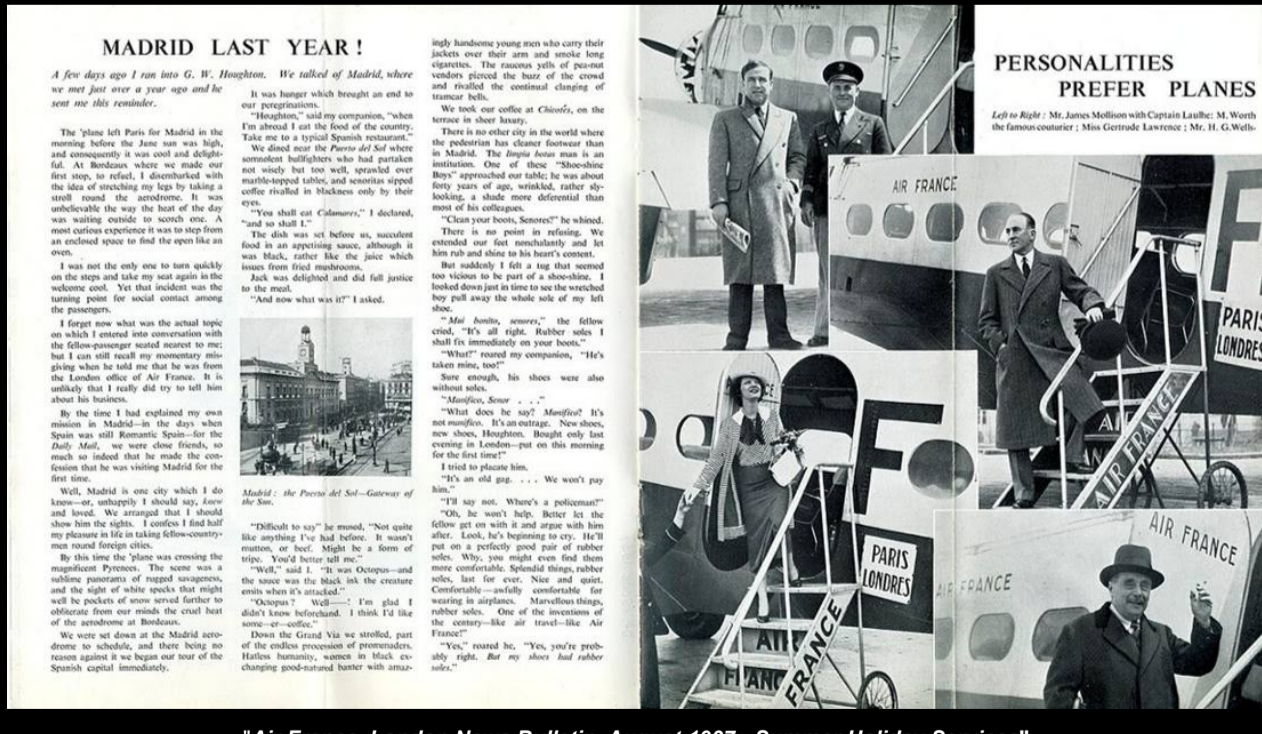 MADRID LAST YEAR!
A few days ago I ran into G. W. Houghton. We talked of Madrid, where
we met just over a year ago and he
sent me this reminder.
The 'plane left Paris for Madrid in the
morning before the June sun was high,
and consequently it was cool and delight-
ful. At Bordeaux where we made our
first stop, to refuel, I disembarked with
the idea of stretching my legs by taking a
stroll round the aerodrome. It was
unbelievable the way the heat of the day
was waiting outside to scorch one. A
most curious experience it was to step from
an enclosed space to find the open like an
oven.
I was not the only one to turn quickly
on the steps and take my seat again in the
welcome cool. Yet that incident was the
turning point for social contact among
the passengers.
I forget now what was the actual topic
on which I entered into conversation with
the fellow-passenger seated nearest to me;
but I can still recall my momentary mis-
giving when he told me that he was from
the London office of Air France. It is
unlikely that I really did try to tell him
about his business.
By the time I had explained my own
mission in Madrid—in the days when
Spain was still Romantic Spain—for the
Daily Mail, we were close friends, so
much so indeed that he made the con-
fession that he was visiting Madrid for the
first time.
Well, Madrid is one city which I do
know—or, unhappily I should say, knew
and loved. We arranged that I should
show him the sights. I confess I find half
my pleasure in life in taking fellow-country-
men round foreign cities.
By this time the 'plane was crossing the
magnificent Pyrences. The scene was a
sublime panorama of rugged savageness,
and the sight of white specks that might
well be pockets of snow served further to
obliterate from our minds the cruel heat
of the aerodrome at Bordeaux.
We were set down at the Madrid aero-
drome to schedule, and there being no
reason against it we began our tour of the
Spanish capital immediately.
It was hunger which brought an end to
our peregrinations.
"Houghton," said my companion, "when
I'm abroad I eat the food of the country.
Take me to a typical Spanish restaurant."
We dined near the Puerto del Sol where
somnolent bullfighters who had partaken
not wisely but too well, sprawled over
marble-topped tables, and senoritas sipped
coffee rivalled in blackness only by their
eyes.
"You shall eat Calamares," I declared,
"and so shall I."
The dish was set before us, succulent
food in an appetising sauce, although it
was black, rather like the juice which
issues from fried mushrooms.
Jack was delighted and did full justice
to the meal.
"And now what was it?" I asked.
Madrid : the Puerto del Sol—Gateway of
the Sun.
"Difficult to say" he mused, "Not quite
like anything I've had before. It wasn't
mutton, or beef. Might be a form of
tripe. You'd better tell me."
"Well," said I. "It was Octopus—and
the sauce was the black ink the creature
emits when it's attacked."
"Octopus? Well——! I'm glad I
didn't know beforehand. I think I'd like
some—er—coffee."
Down the Grand Via we strolled, part
of the endless procession of promenaders.
Hatless humanity, women in black ex-
changing good-natured banter with amaz-
ingly handsome young men who carry their
jackets over their arm and smoke long
cigarettes. The raucous yells of pea-nut
vendors pierced the buzz of the crowd
and rivalled the continual clanging of
tramcar bells.
We took our coffee at Chicotés, on the
terrace in sheer luxury.
There is no other city in the world where
the pedestrian has cleaner footwear than
in Madrid. The limpia botas man is an
institution. One of these "Shoe-shine
Boys" approached our table; he was about
forty years of age, wrinkled, rather sly-
looking, a shade more deferential than
most of his colleagues.
"Clean your boots, Senores?" he whined.
There is no point in refusing. We
extended our feet nonchalantly and let
him rub and shine to his heart's content.
But suddenly I felt a tug that seemed
too vicious to be part of a shoe-shine. I
looked down just in time to see the wretched
boy pull away the whole sole of my left
shoe.
"Mui bonito, senores," the fellow
cried, "It's all right. Rubber soles I
shall fix immediately on your boots."
"What?" roared my companion, "He's
taken mine, too!"
Sure enough, his shoes were also
without soles.
"Manifico, Senor . . ."
"What does he say? Manifico? It's
not manifico. It's an outrage. New shoes,
new shoes, Houghton. Bought only last
evening in London—put on this morning
for the first time!"
I tried to placate him.
"It's an old gag. . . . We won't pay
him."
"I'll say not. Where's a policeman?"
"Oh, he won't help. Better let the
fellow get on with it and argue with him
after. Look, he's beginning to cry. He'll
put on a perfectly good pair of rubber
soles. Why, you might even find them
more comfortable. Splendid things, rubber
soles, last for ever. Nice and quiet.
Comfortable—awfully comfortable for
wearing in airplanes. Marvellous things,
rubber soles. One of the inventions of
the century—like air travel—like Air
France!"
"Yes," roared he, "Yes, you're prob-
ably right. But my shoes had rubber
soles."
PERSONALITIES
PREFER PLANES
Left to Right : Mr. James Mollison with Captain Laulhe: M. Worth
the famous couturier ; Miss Gertrude Lawrence ; Mr. H. G. Wells.
AIR FRANCE
F
PARIS
LONDRES
AIR FRANCE
F
PARIS
LONDRES
AIR
FRANCE
FRANCE
AIR FRANCE
AIR FRANCE